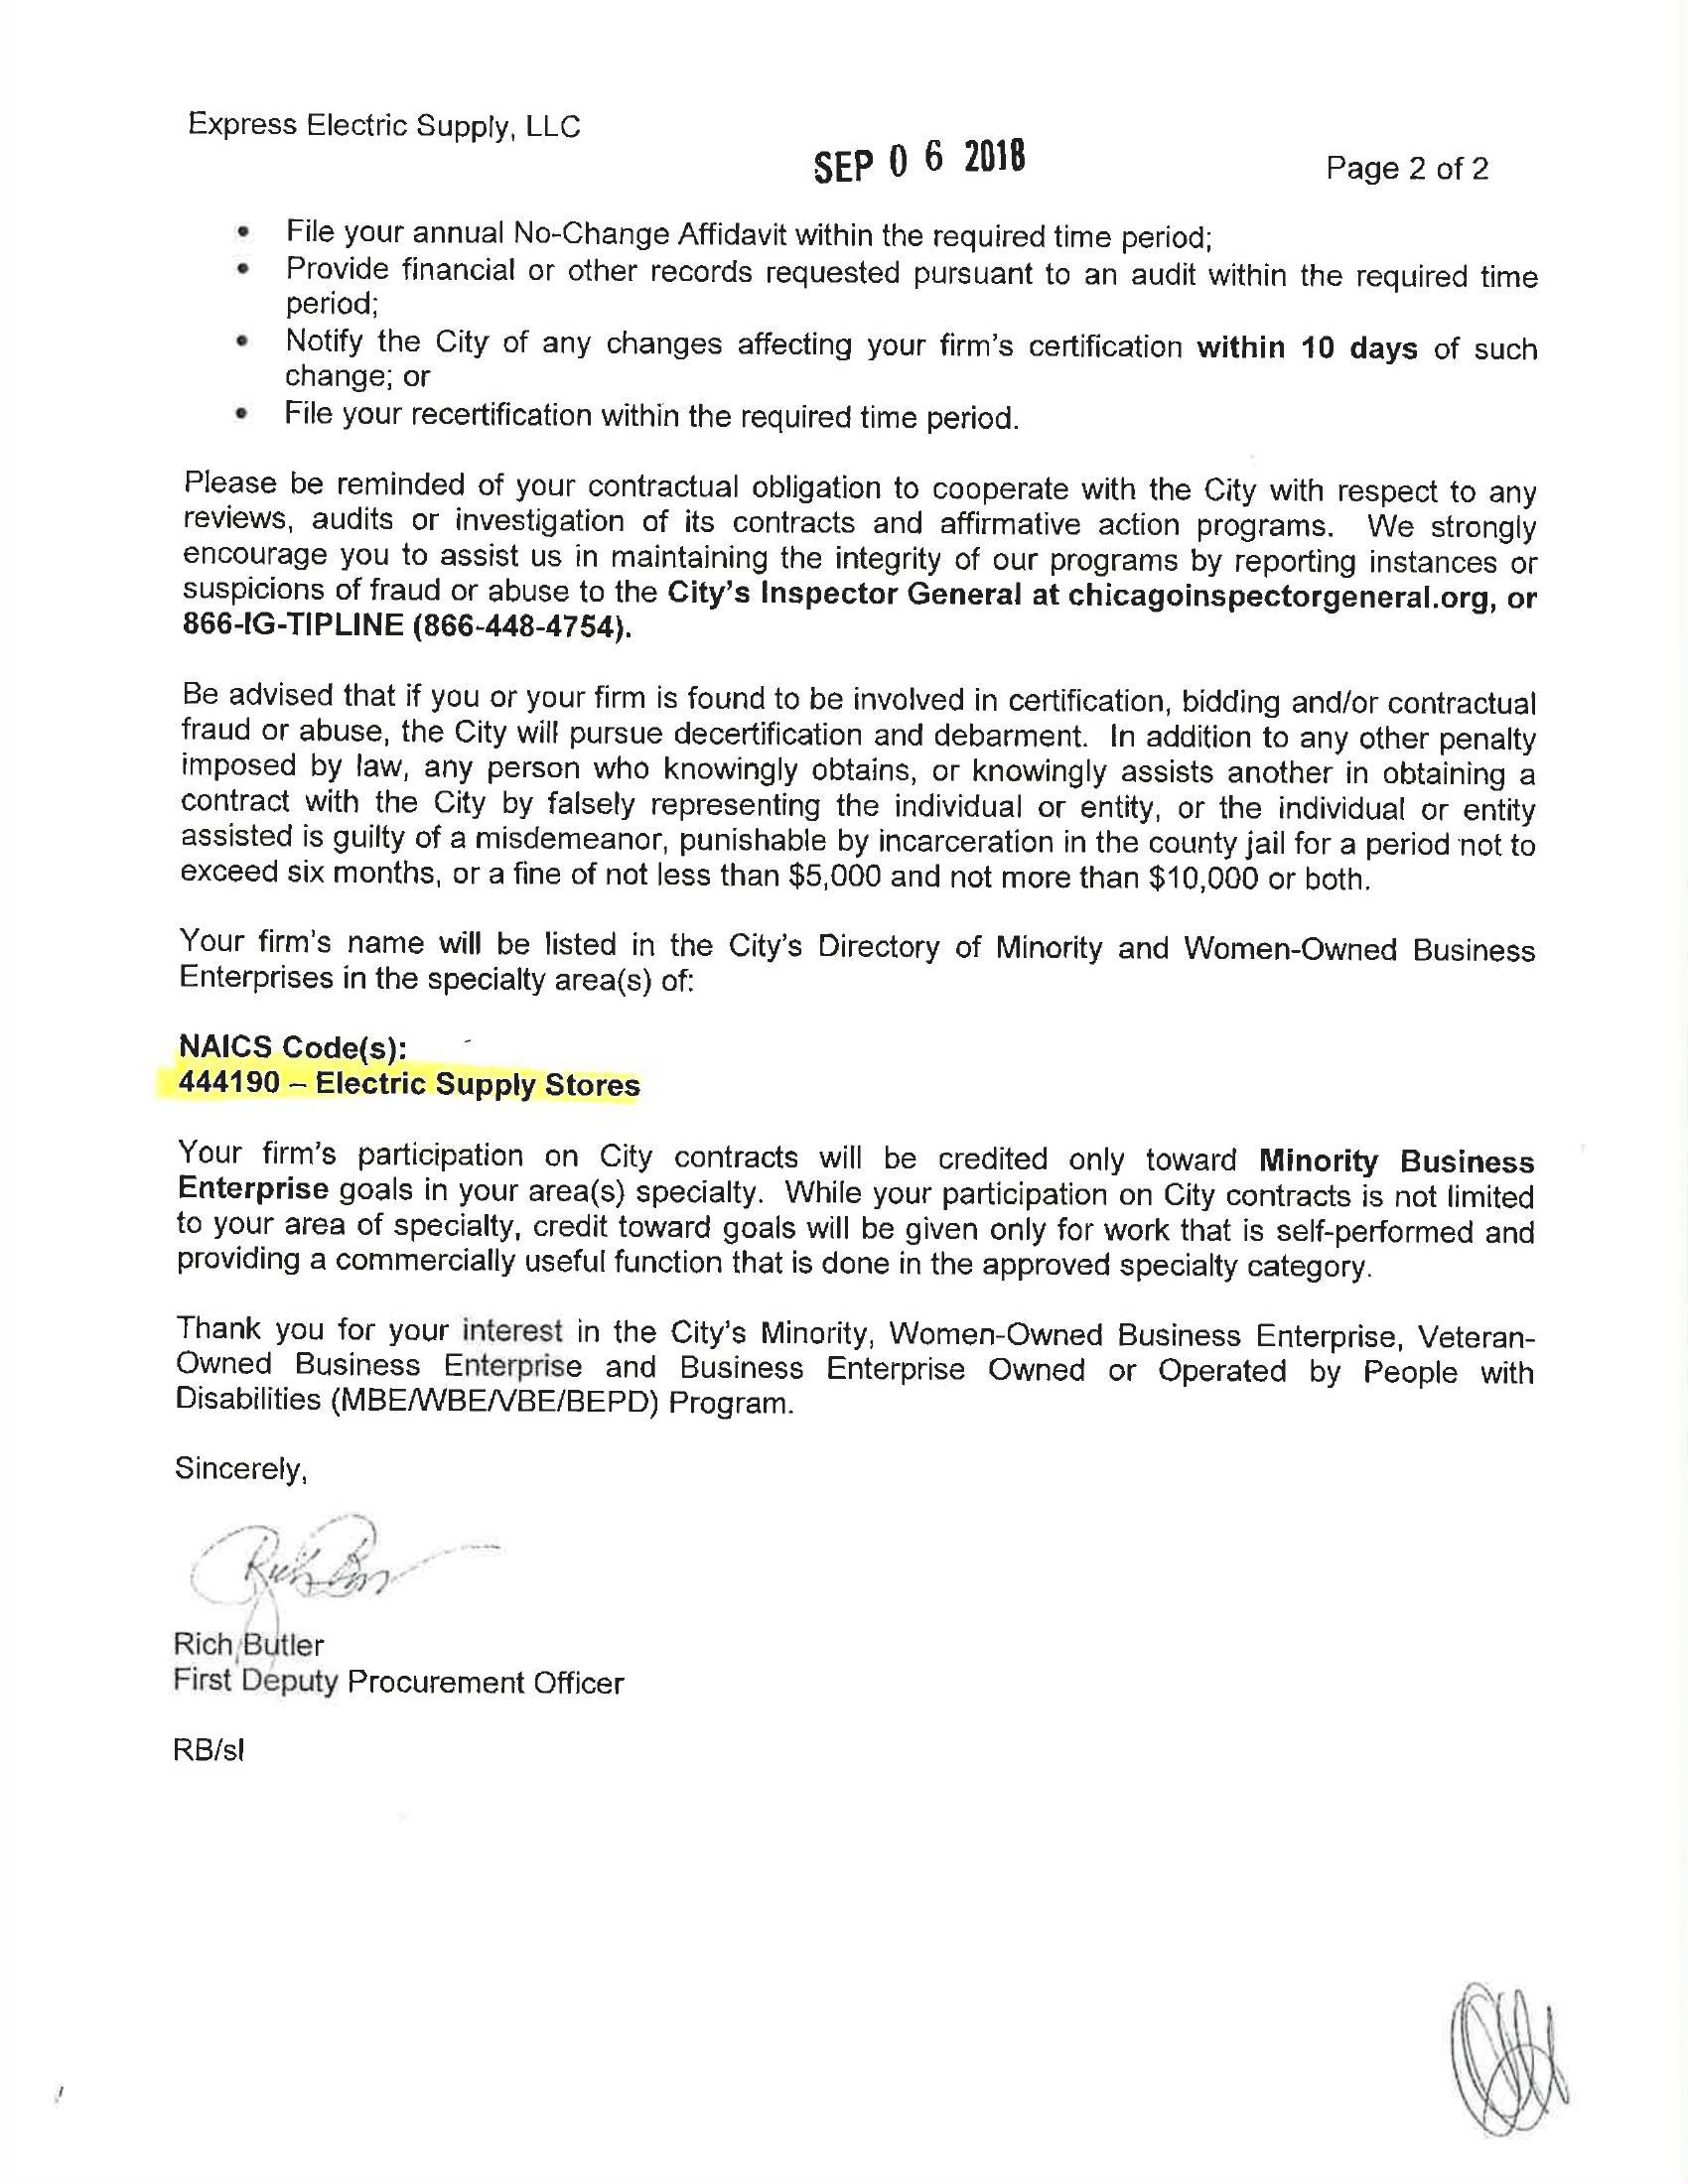 Express Electric Supply, LLC
SEP 0 6 2018
Page 2 of 2
• File your annual No-Change Affidavit within the required time period;
• Provide financial or other records requested pursuant to an audit within the required time
period;
• Notify the City of any changes affecting your firm's certification within 10 days of such
change; or
• File your recertification within the required time period.
Please be reminded of your contractual obligation to cooperate with the City with respect to any
reviews, audits or investigation of its contracts and affirmative action programs. We strongly
encourage you to assist us in maintaining the integrity of our programs by reporting instances or
suspicions of fraud or abuse to the City's Inspector General at chicagoinspectorgeneral.org, or
866-IG-TIPLINE (866-448-4754).
Be advised that if you or your firm is found to be involved in certification, bidding and/or contractual
fraud or abuse, the City will pursue decertification and debarment. In addition to any other penalty
imposed by law, any person who knowingly obtains, or knowingly assists another in obtaining a
contract with the City by falsely representing the individual or entity, or the individual or entity
assisted is guilty of a misdemeanor, punishable by incarceration in the county jail for a period not to
exceed six months, or a fine of not less than $5,000 and not more than $10,000 or both.
Your firm's name will be listed in the City's Directory of Minority and Women-Owned Business
Enterprises in the specialty area(s) of:
NAICS Code(s):
444190 – Electric Supply Stores
Your firm's participation on City contracts will be credited only toward Minority Business
Enterprise goals in your area(s) specialty. While your participation on City contracts is not limited
to your area of specialty, credit toward goals will be given only for work that is self-performed and
providing a commercially useful function that is done in the approved specialty category.
Thank you for your interest in the City's Minority, Women-Owned Business Enterprise, Veteran-
Owned Business Enterprise and Business Enterprise Owned or Operated by People with
Disabilities (MBE/WBE/VBE/BEPD) Program.
Sincerely,
Rich Butler
First Deputy Procurement Officer
RB/sl